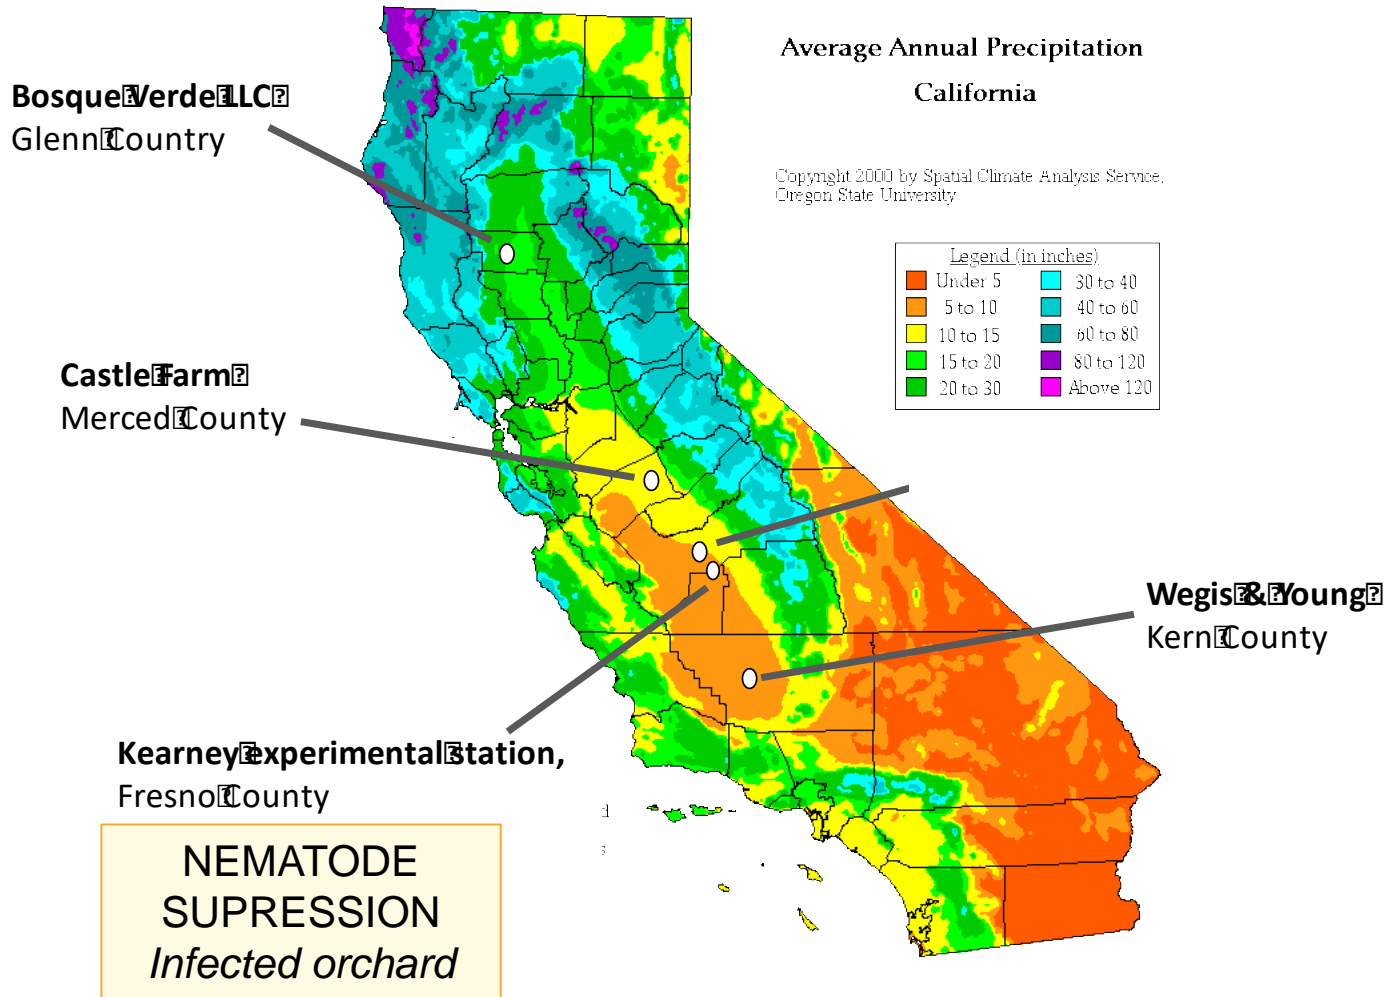 Average Annual Precipitation
California
Copyright 2000 by Spatial Climate Analysis Service,
Oregon State University
Legend (in inches)
Under 5
5 to 10
10 to 15
15 to 20
20 to 30
30 to 40
40 to 60
60 to 80
80 to 120
Above 120
Bosque Verde LLC
Glenn Country
Castle Farm
Merced County
Wegis & Young
Kern County
Kearney experimental station,
Fresno County
NEMATODE
SUPRESSION
Infected orchard